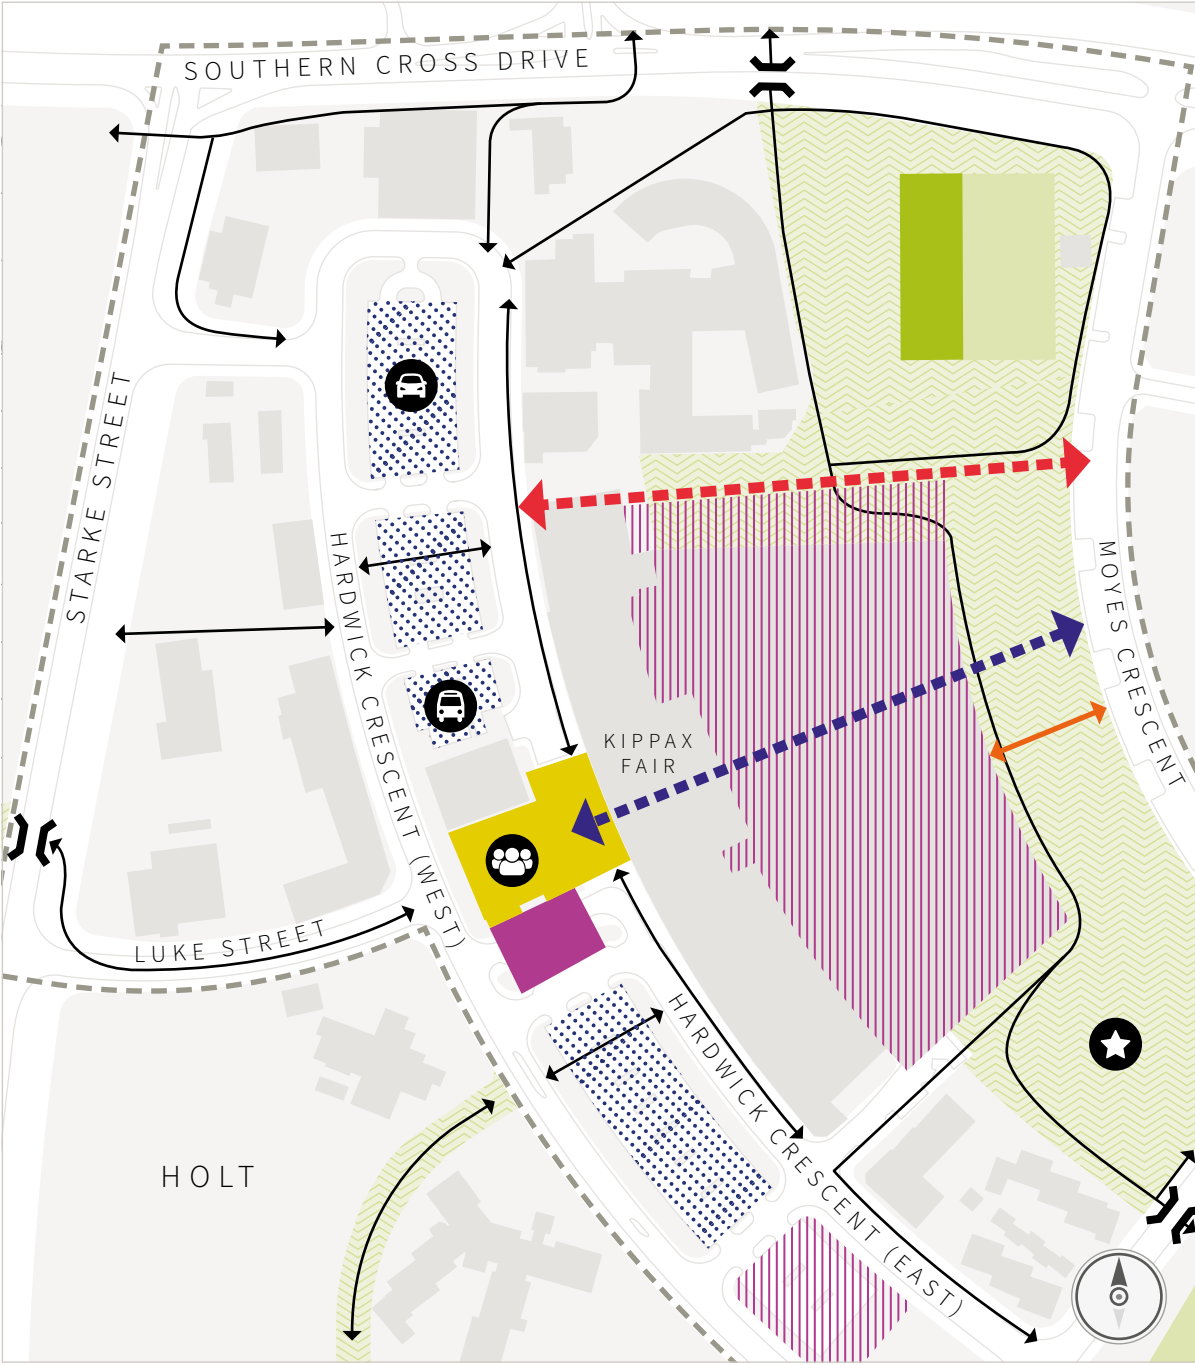 SOUTHERN CROSS DRIVE
STARKE STREET
HARDWICK CRESCENT (WEST)
MOYES CRESCENT
KIPPAX
FAIR
LUKE STREET
HARDWICK CRESCENT (EAST)
HOLT